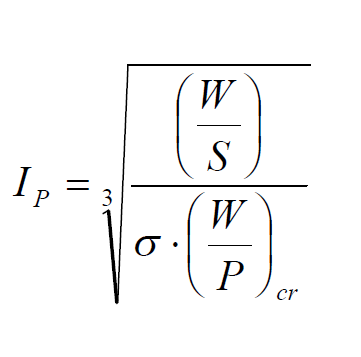 I_P = ∛((W/S) / (σ · (W/P)_cr))